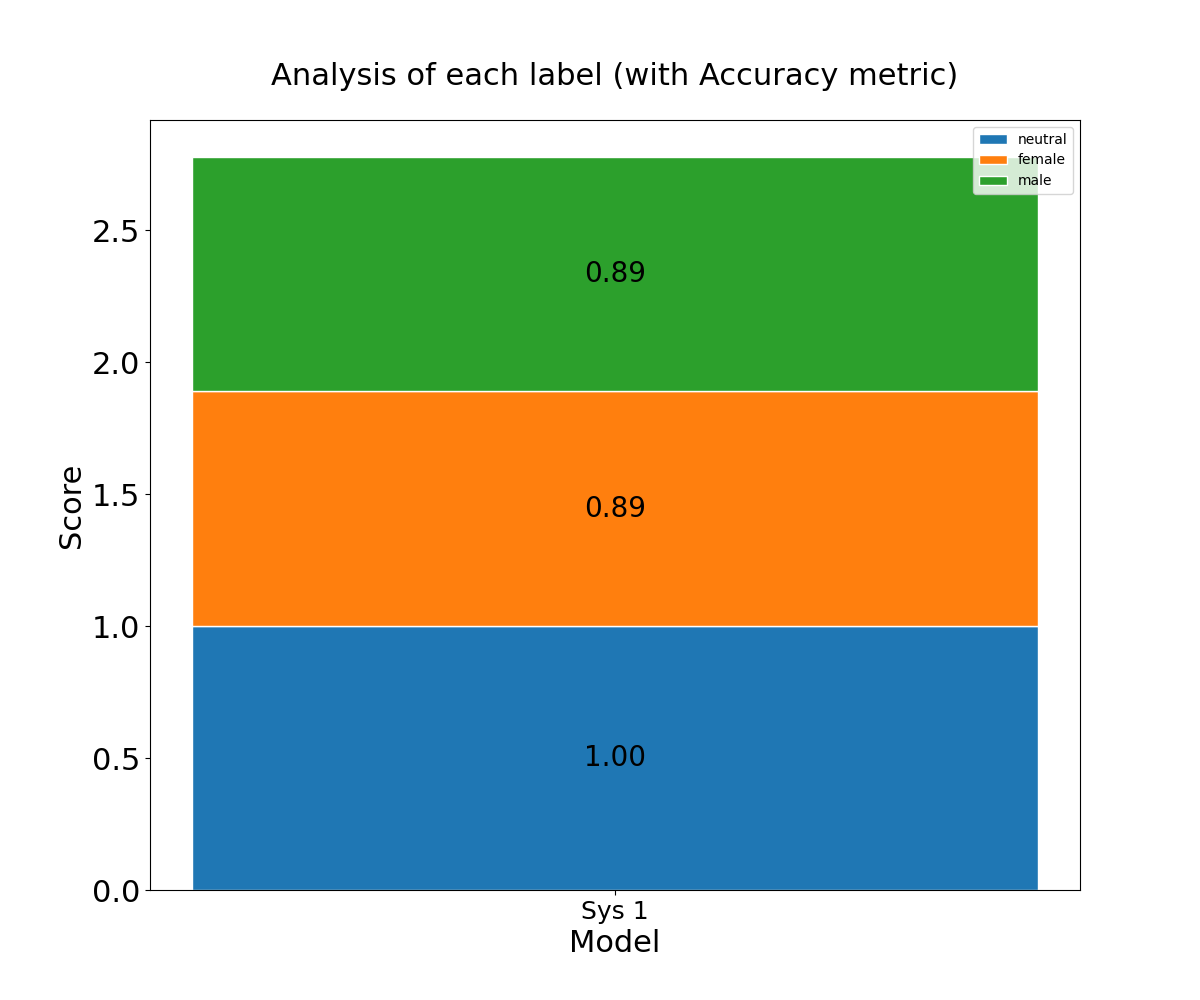 Analysis of each label (with Accuracy metric)
neutral
female
male
2.5
2.0
1.5
1.0
0.5
0.0
Score
0.89
0.89
1.00
Sys 1
Model